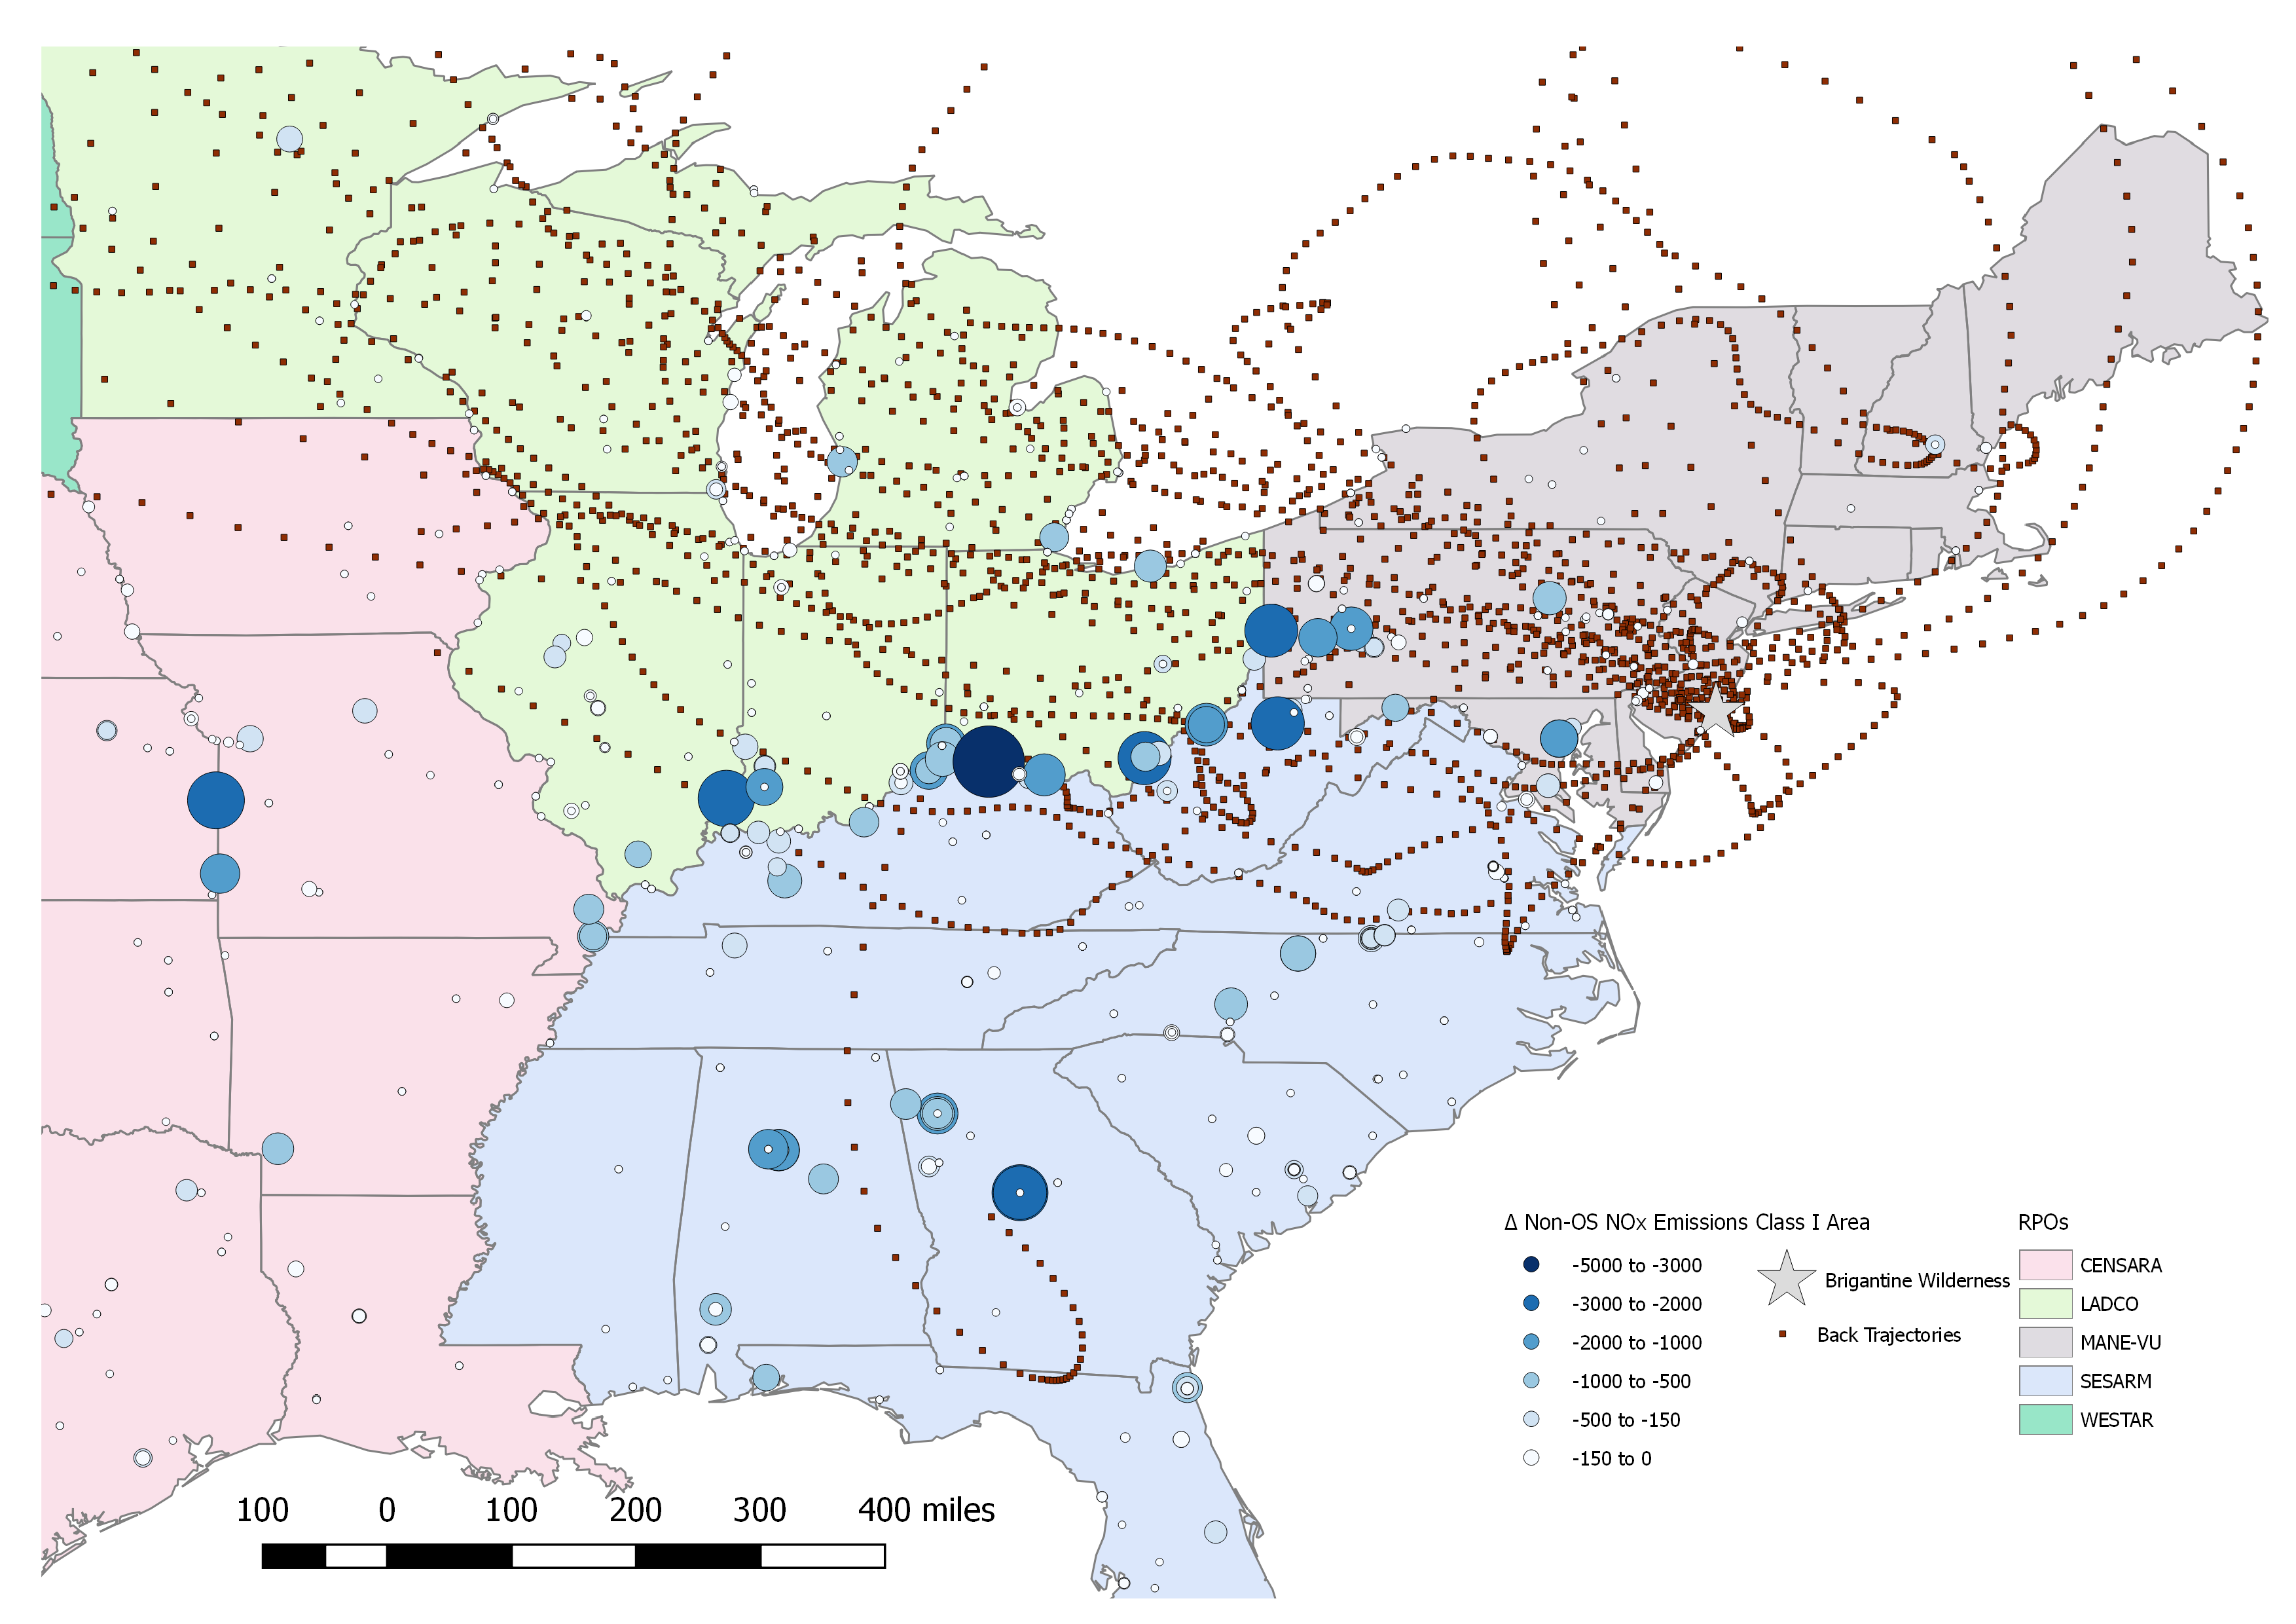 Δ Non-OS NOx Emissions
-5000 to -3000
-3000 to -2000
-2000 to -1000
-1000 to -500
-500 to -150
-150 to 0
Class I Area
Brigantine Wilderness
Back Trajectories
RPOs
CENSARA
LADCO
MANE-VU
SESARM
WESTAR
100 0 100 200 300 400 miles